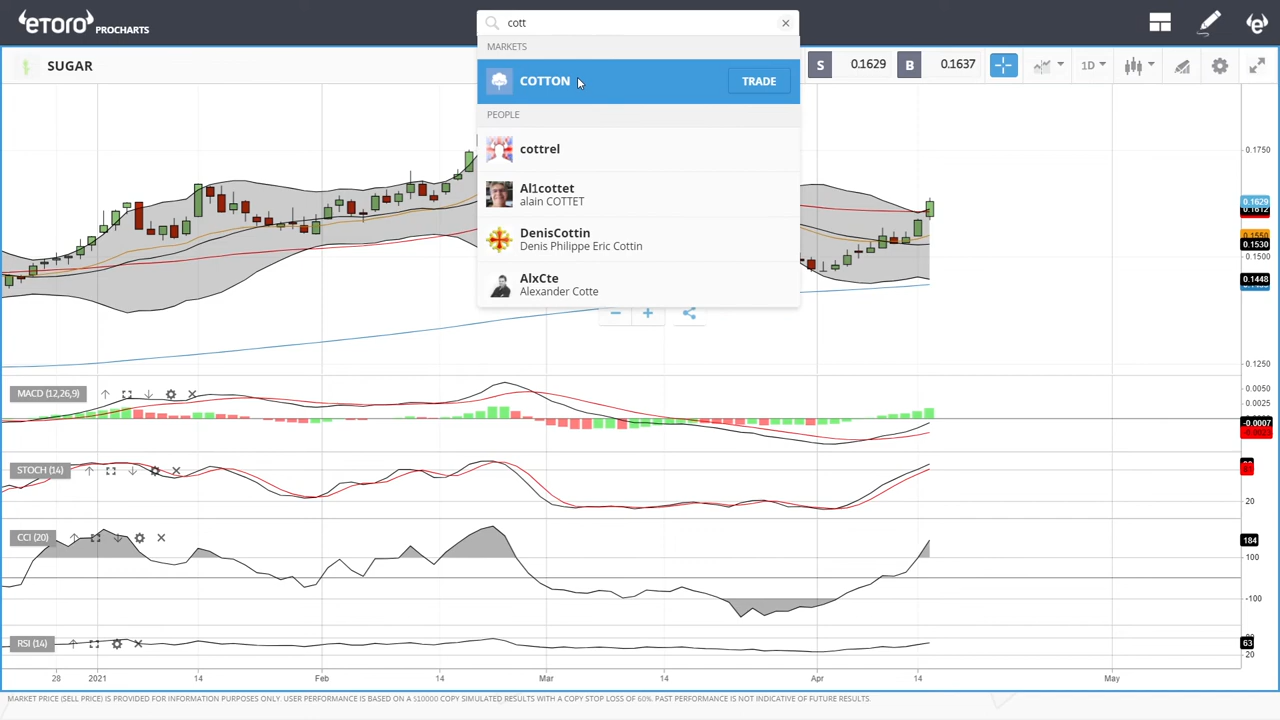 etoro PROCHARTS
cott
MARKETS
SUGAR
COTTON
TRADE
S 0.1629 B 0.1637
1D
PEOPLE
cottrel
Al1cottet
alain COTTET
DenisCottin
Denis Philippe Eric Cottin
AlxCte
Alexander Cotte
0.1750
0.1629
0.1612
0.1550
0.1530
0.1500
0.1448
0.1250
MACD (12,26,9)
0.0050
0.0025
-0.0007
STOCH (14)
20
CCI (20)
184
100
-100
RSI (14)
63
20
28 2021 14 Feb 14 Mar 14 Apr 14 May
MARKET PRICE (SELL PRICE) IS PROVIDED FOR INFORMATION PURPOSES ONLY. USER PERFORMANCE IS BASED ON A $10000 COPY SIMULATED RESULTS WITH A COPY STOP LOSS OF 60%. PAST PERFORMANCE IS NOT INDICATIVE OF FUTURE RESULTS.